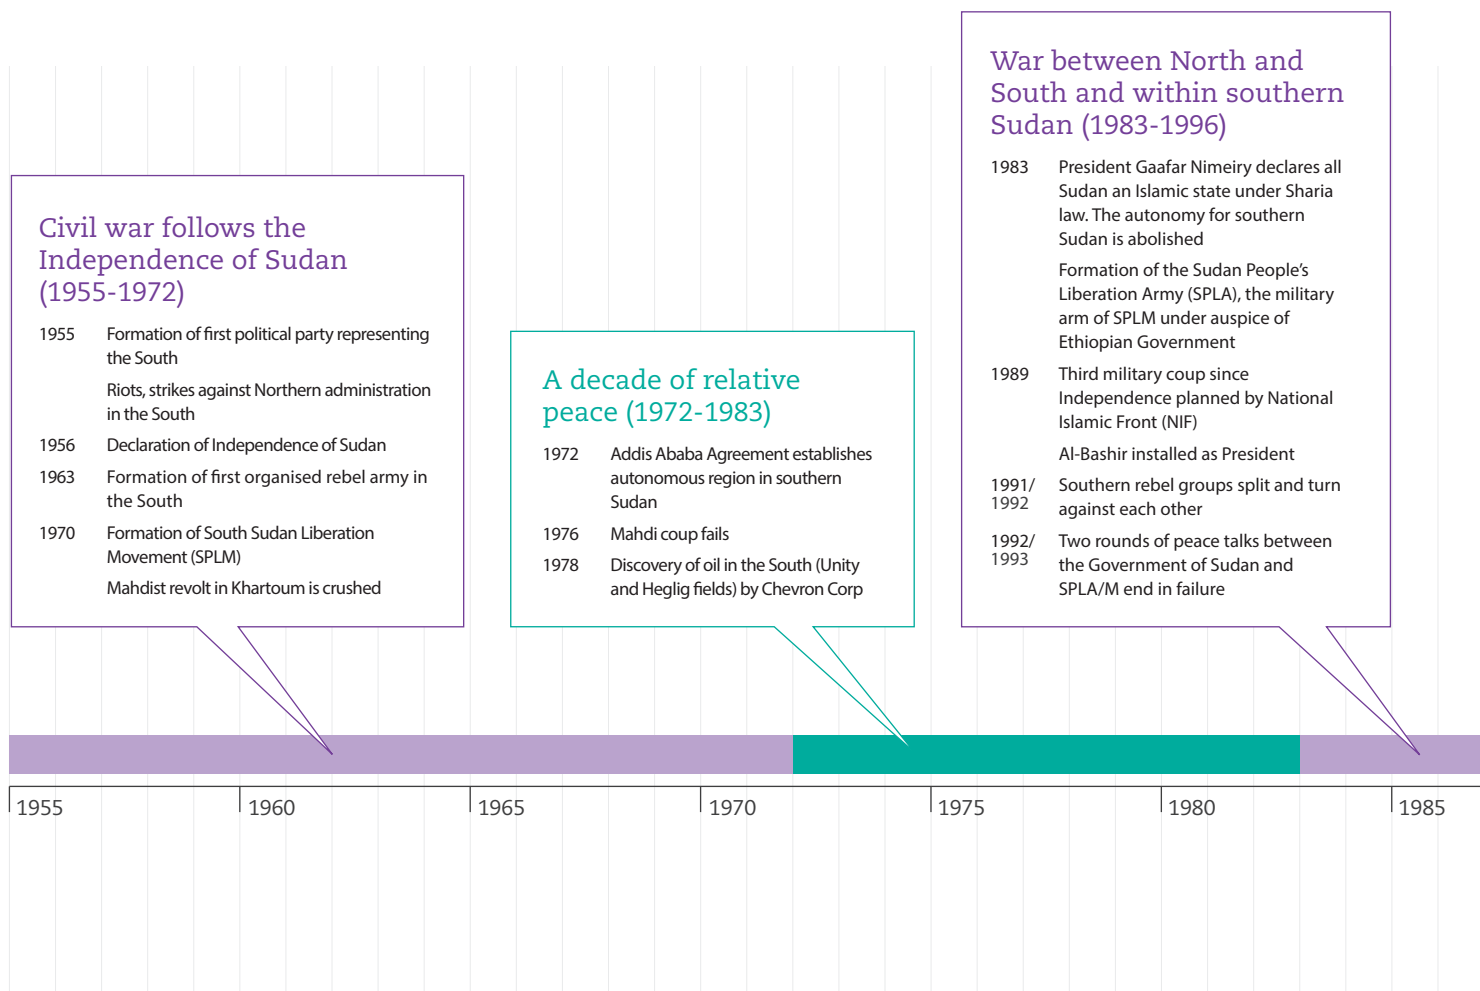 Civil war follows the
Independence of Sudan
(1955-1972)
1955 Formation of first political party representing
the South
Riots, strikes against Northern administration
in the South
1956 Declaration of Independence of Sudan
1963 Formation of first organised rebel army in
the South
1970 Formation of South Sudan Liberation
Movement (SPLM)
Mahdist revolt in Khartoum is crushed
A decade of relative
peace (1972-1983)
1972 Addis Ababa Agreement establishes
autonomous region in southern
Sudan
1976 Mahdi coup fails
1978 Discovery of oil in the South (Unity
and Heglig fields) by Chevron Corp
War between North and
South and within southern
Sudan (1983-1996)
1983 President Gaafar Nimeiry declares all
Sudan an Islamic state under Sharia
law. The autonomy for southern
Sudan is abolished
Formation of the Sudan People’s
Liberation Army (SPLA), the military
arm of SPLM under auspice of
Ethiopian Government
1989 Third military coup since
Independence planned by National
Islamic Front (NIF)
Al-Bashir installed as President
1991/ Southern rebel groups split and turn
1992 against each other
1992/ Two rounds of peace talks between
1993 the Government of Sudan and
SPLA/M end in failure
1955 1960 1965 1970 1975 1980 1985